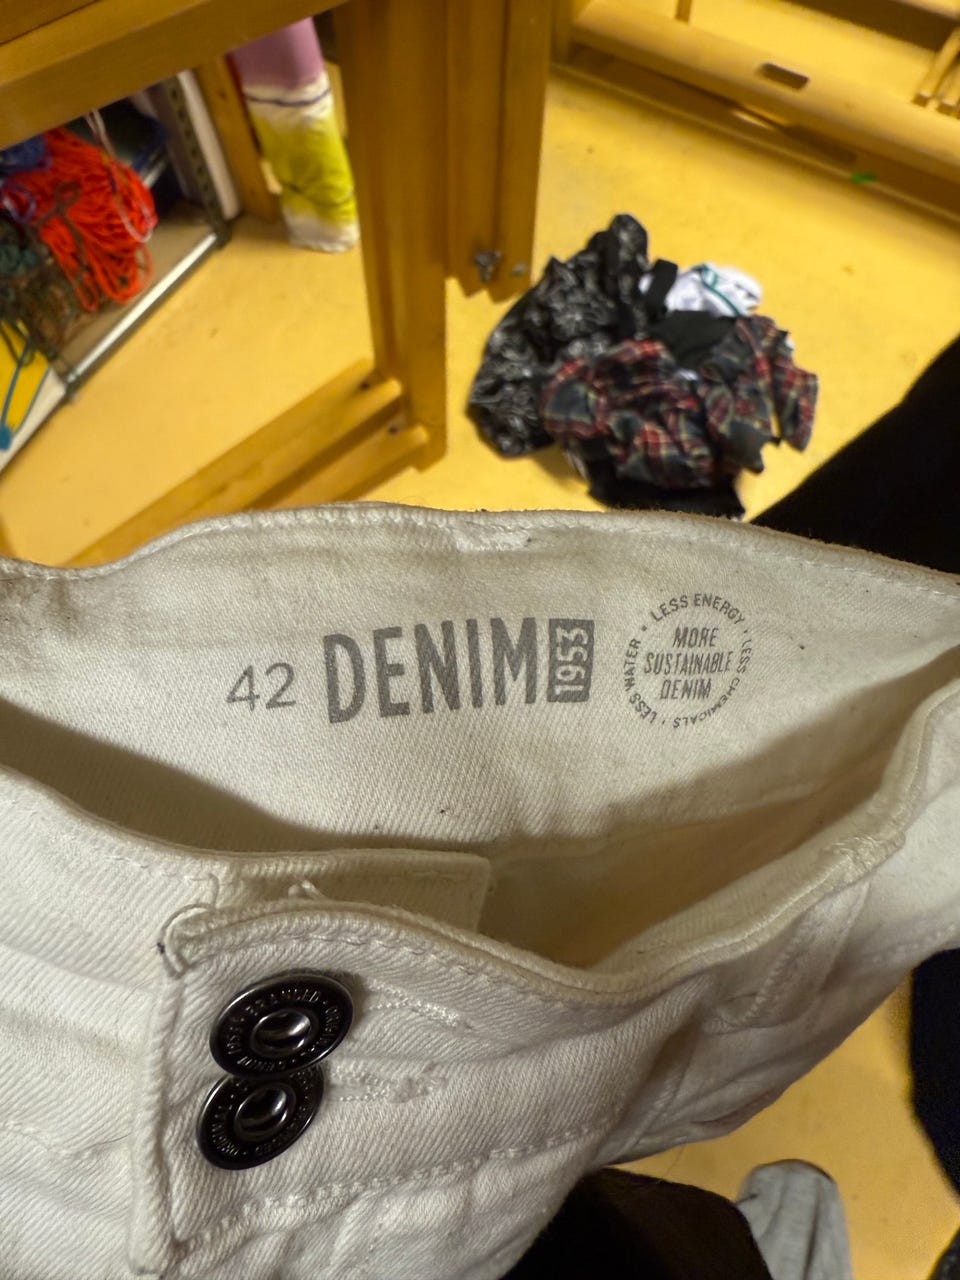 42 DENIM 1953
LESS ENERGY · LESS CHEMICALS · LESS WATER ·
MORE
SUSTAINABLE
DENIM